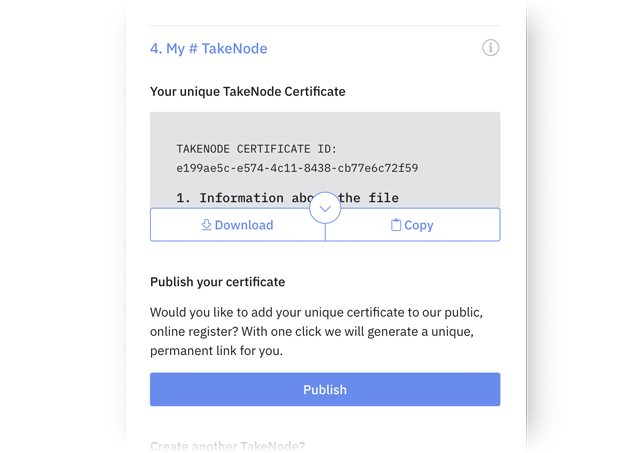 4. My # TakeNode
Your unique TakeNode Certificate
TAKENODE CERTIFICATE ID:
e199ae5c-e574-4c11-8438-cb77e6c72f59
1. Information abo the file
Download Copy
Publish your certificate
Would you like to add your unique certificate to our public,
online register? With one click we will generate a unique,
permanent link for you.
Publish
Create another TakeNode?